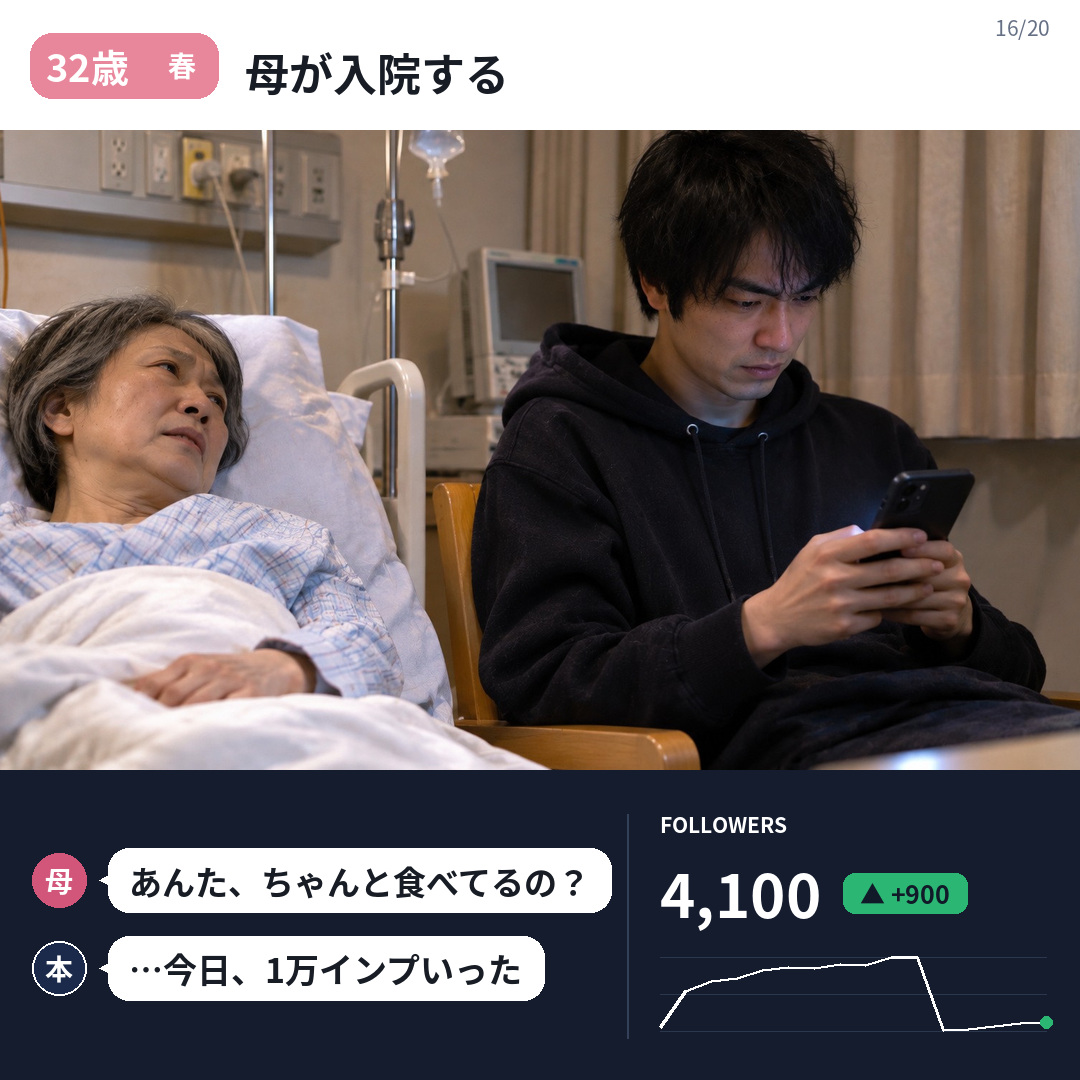 16/20
32歳 春
母が入院する
母
あんた、ちゃんと食べてるの？
本
…今日、1万インプいった
FOLLOWERS
4,100
▲ +900